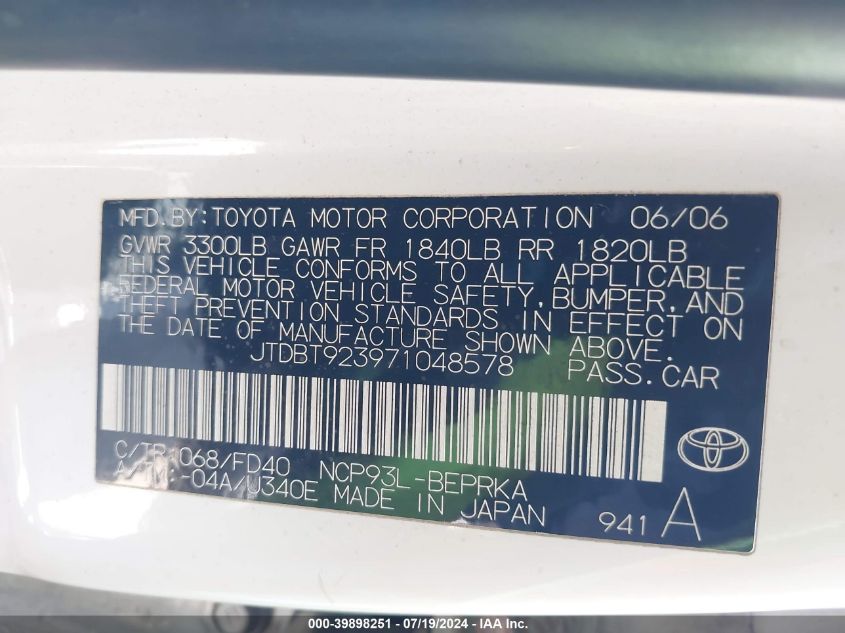 MFD.BY:TOYOTA MOTOR CORPORATION 06/06
GVWR 3300LB GAWR FR 1840LB RR 1820LB
THIS VEHICLE CONFORMS TO ALL APPLICABLE
FEDERAL MOTOR VEHICLE SAFETY,BUMPER,AND
THEFT PREVENTION STANDARDS IN EFFECT ON
THE DATE OF MANUFACTURE SHOWN ABOVE.
JTDBT923971048578 PASS.CAR
C/TR:068/FD40 NCP93L-BEPRKA
A/TM:-04A/U340E MADE IN JAPAN
941 A
000-39898251 - 07/19/2024 - IAA Inc.